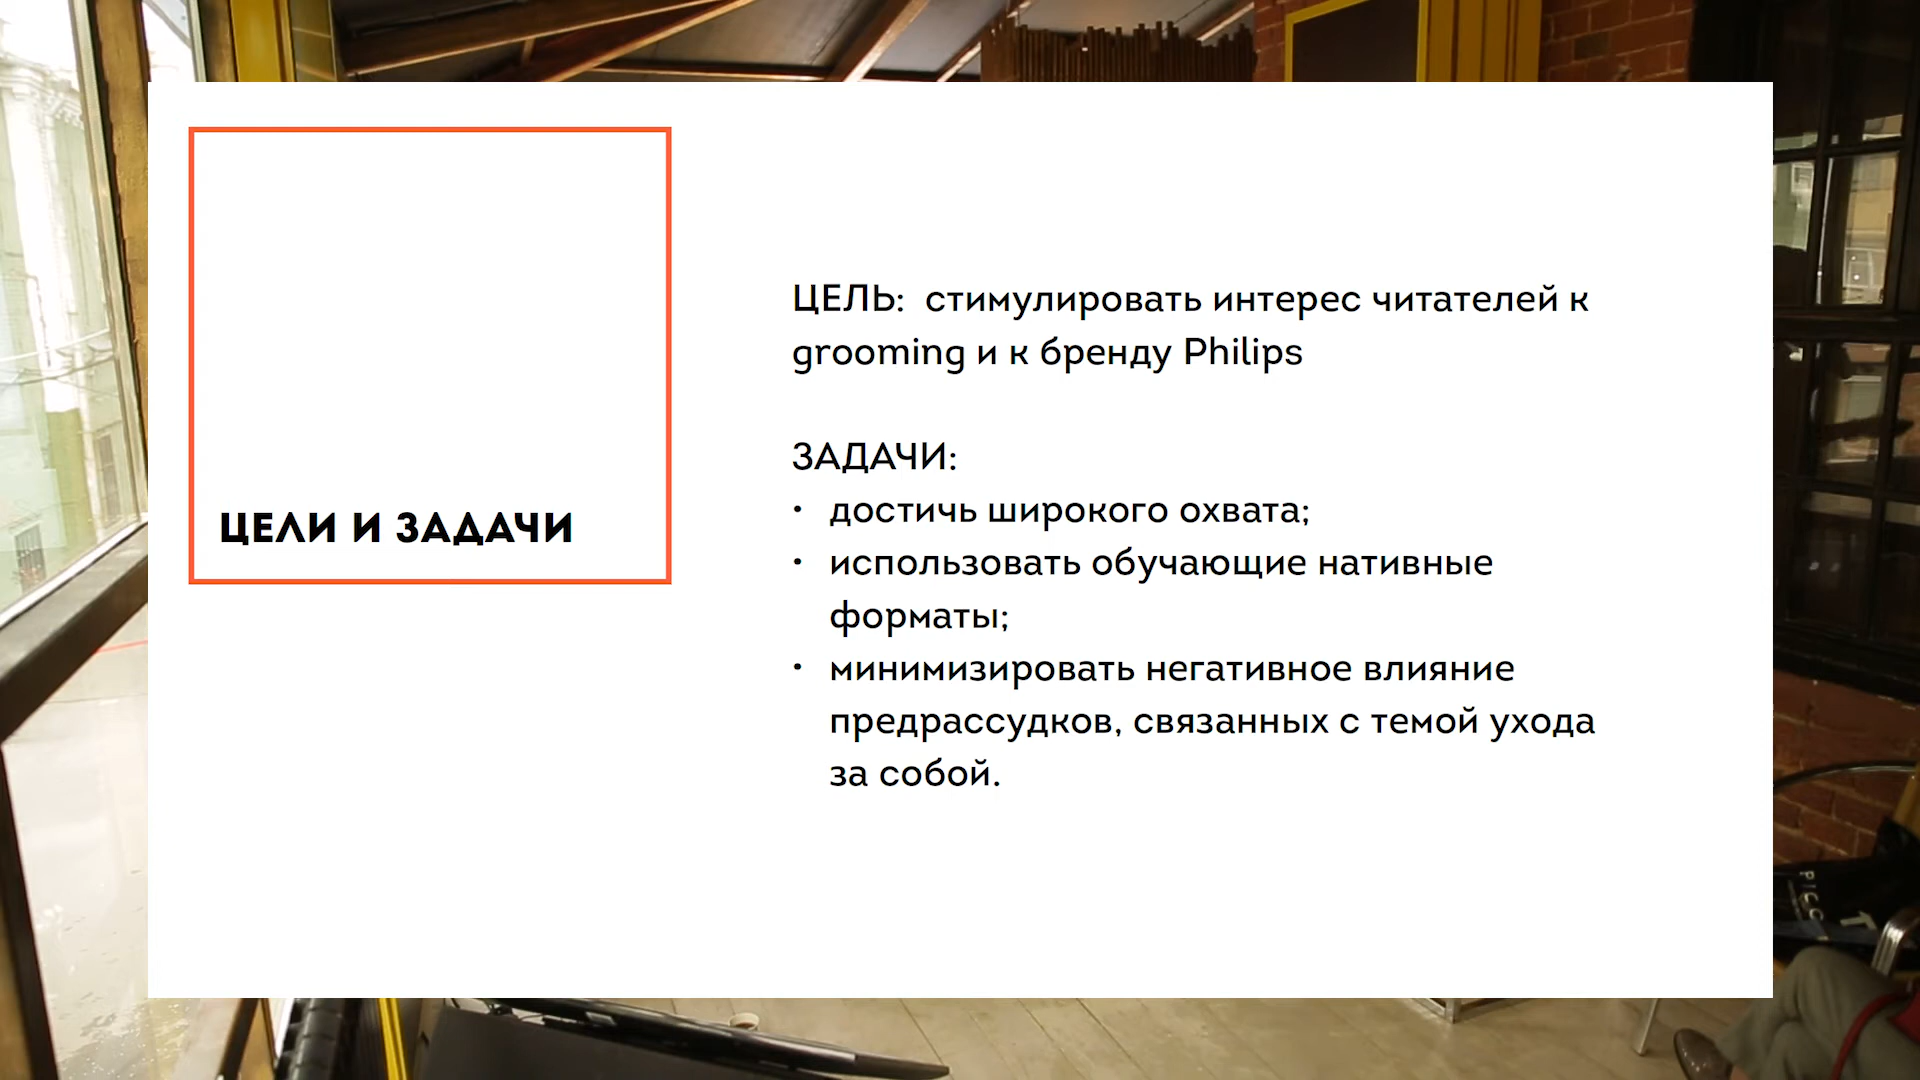 ЦЕЛИ И ЗАДАЧИ
ЦЕЛЬ: стимулировать интерес читателей к
grooming и к бренду Philips
ЗАДАЧИ:
• достичь широкого охвата;
• использовать обучающие нативные
форматы;
• минимизировать негативное влияние
предрассудков, связанных с темой ухода
за собой.